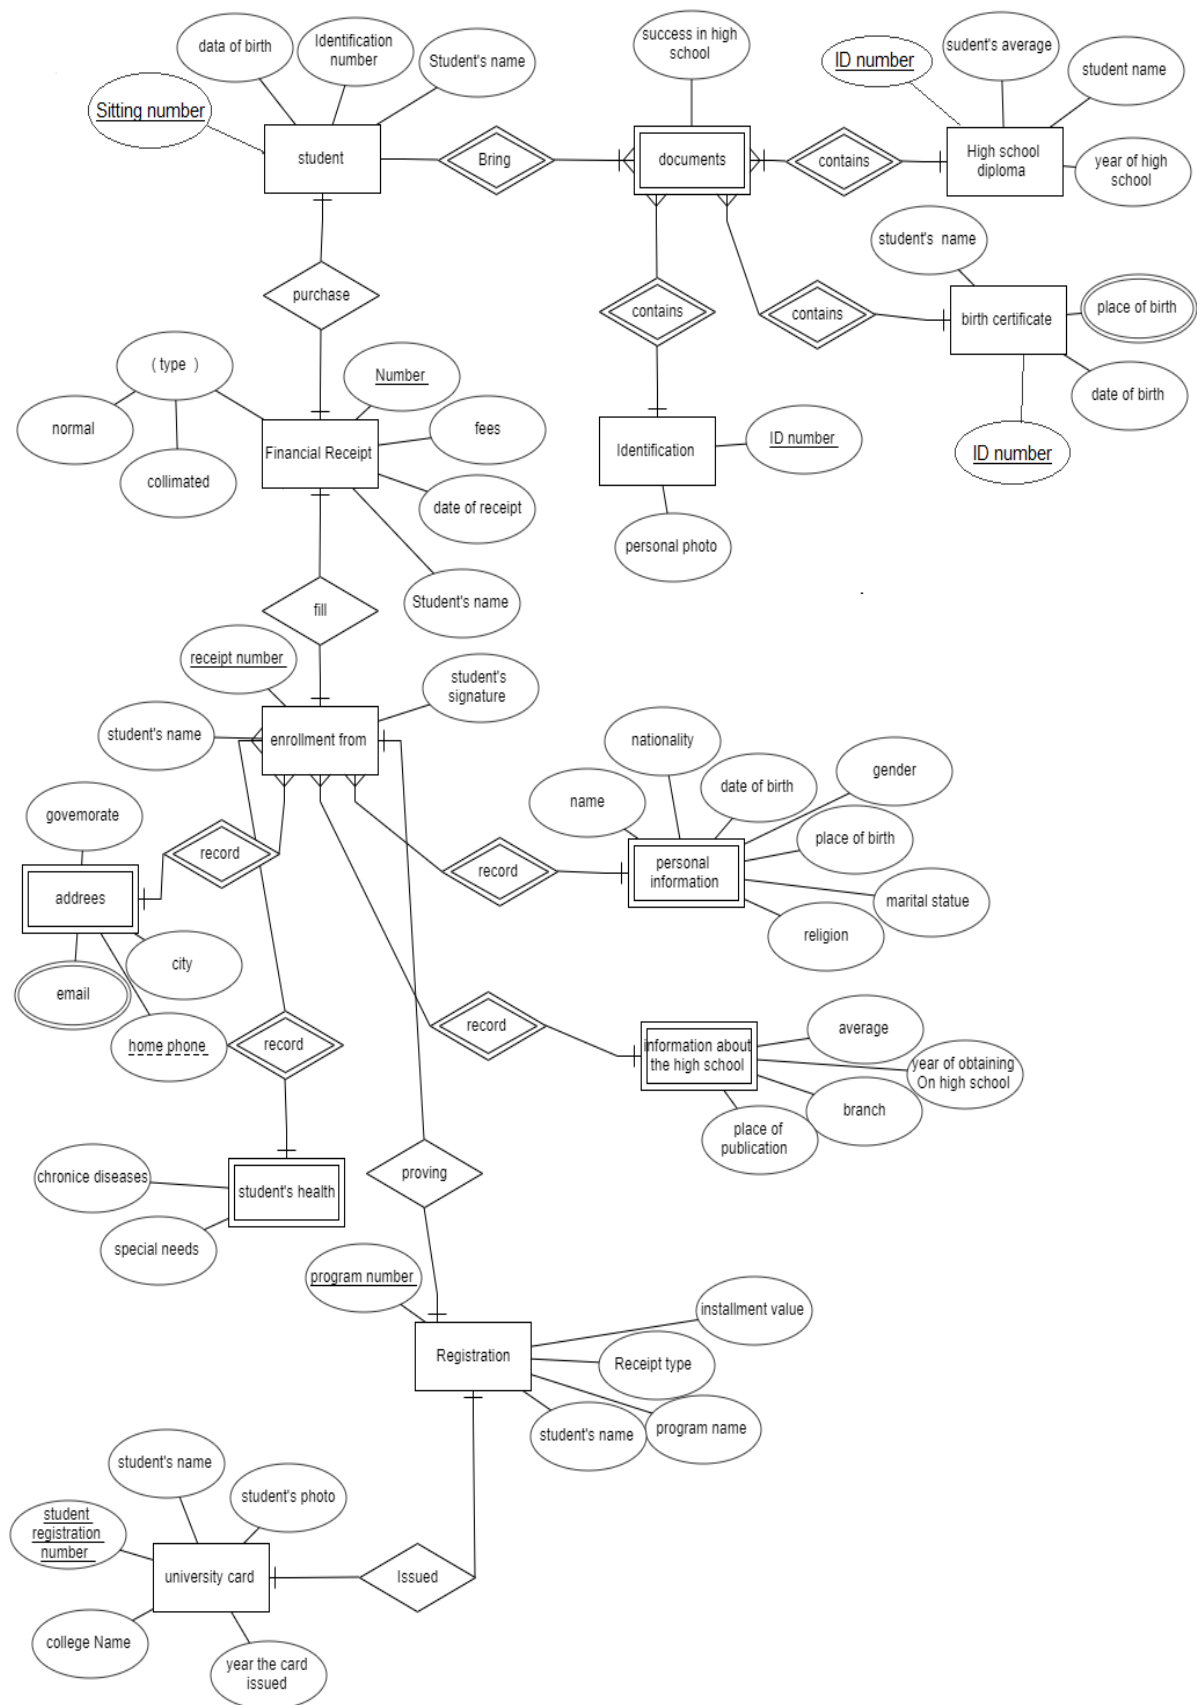 data of birth
Identification
number
Student's name
Sitting number
student
Bring
success in high
school
documents
contains
ID number
sudent's average
student name
High school
diploma
year of high
school
student's name
contains
contains
birth certificate
place of birth
date of birth
ID number
purchase
( type )
normal
collimated
Number
fees
Financial Receipt
date of receipt
Student's name
Identification
ID number
personal photo
fill
receipt number
student's
signature
student's name
enrollment from
nationality
name
date of birth
gender
place of birth
personal
information
marital statue
religion
record
record
govemorate
addrees
city
email
home phone
record
record
information about
the high school
average
year of obtaining
On high school
branch
place of
publication
chronice diseases
student's health
special needs
proving
program number
Registration
installment value
Receipt type
program name
student's name
student's name
student's photo
student
registration
number
university card
Issued
college Name
year the card
issued